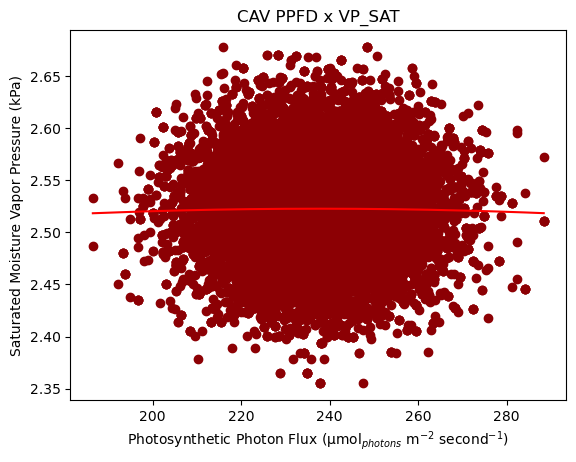 CAV PPFD x VP_SAT
Saturated Moisture Vapor Pressure (kPa)
2.65
2.60
2.55
2.50
2.45
2.40
2.35
200 220 240 260 280
Photosynthetic Photon Flux (μmol_photons m⁻² second⁻¹)